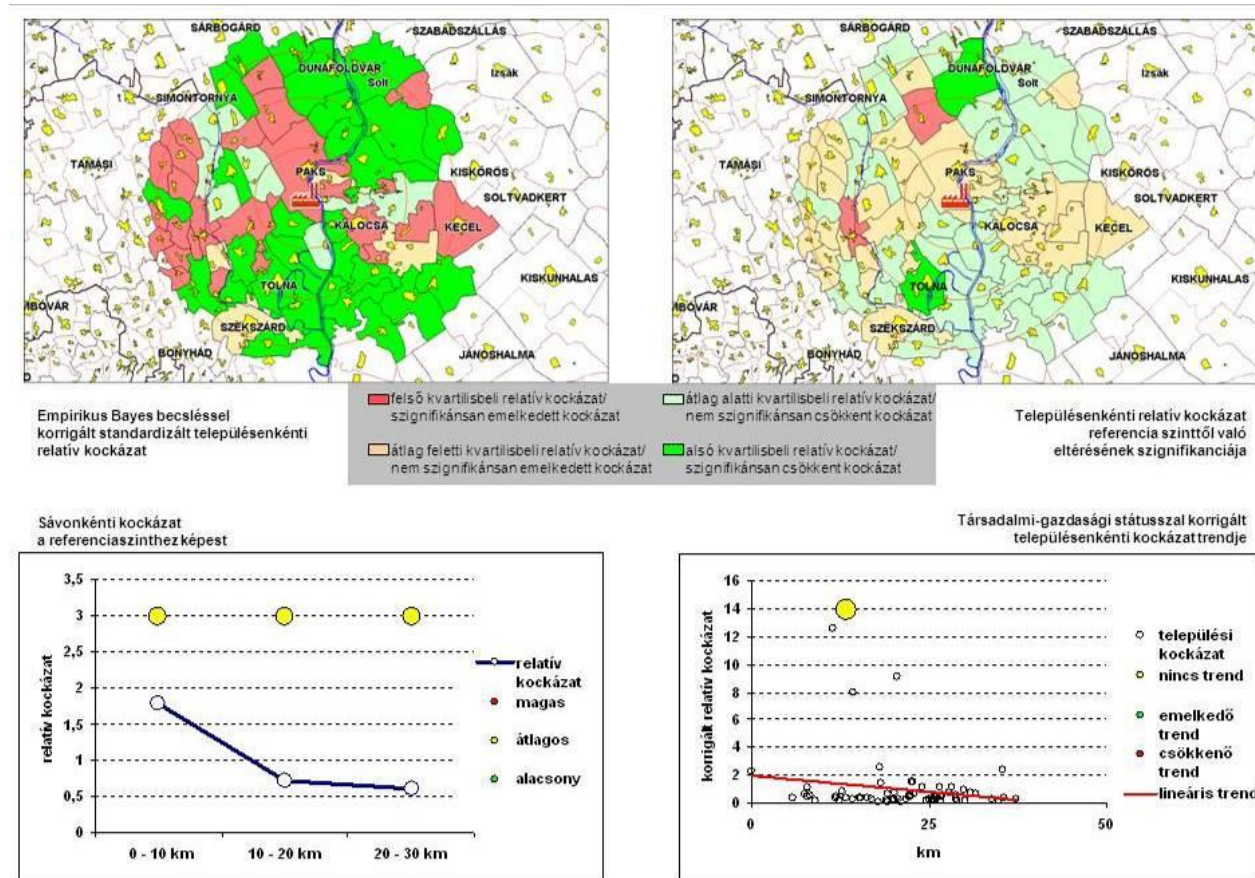 SÁRBOGÁRD
SZABADSZÁLLÁS
DUNAFÖLDVÁR
Solt
Izsák
SIMONTORNYA
TAMÁSI
PAKS
KISKÖRÖS
SOLTVADKERT
KALOCSA
KECEL
KISKUNHALAS
TOLNA
MBOVÁR
SZEKSZÁRD
BONYHÁD
JÁNOSHALMA
D
SÁRBOGÁRD
SZABADSZÁLLÁS
DUNAFÖLDVÁR
Solt
Izsák
SIMONTORNYA
TAMÁSI
PAKS
KISKÖRÖS
SOLTVADKERT
KALOCSA
KECEL
KISKUNHALAS
TOLNA
MBOVÁR
SZEKSZÁRD
BONYHÁD
JÁNOSHALMA
D
Empirikus Bayes becsléssel
korrigált standardizált településenkénti
relatív kockázat
felső kvartilisbeli relatív kockázat/
szignifikánsan emelkedett kockázat
átlag feletti kvartilisbeli relatív kockázat/
nem szignifikánsan emelkedett kockázat
átlag alatti kvartilisbeli relatív kockázat/
nem szignifikánsan csökkent kockázat
alsó kvartilisbeli relatív kockázat/
szignifikánsan csökkent kockázat
Településenkénti relatív kockázat
referencia szinttől való
eltérésének szignifikanciája
Sávonkénti kockázat
a referenciaszinthez képest
3,5
3
2,5
2
1,5
1
0,5
0
relatív kockázat
0 - 10 km
10 - 20 km
20 - 30 km
relatív
kockázat
magas
átlagos
alacsony
Társadalmi-gazdasági státusszal korrigált
településenkénti kockázat trendje
16
14
12
10
8
6
4
2
0
korrigált relatív kockázat
0
25
50
km
települési
kockázat
nincs trend
emelkedő
trend
csökkenő
trend
lineáris trend